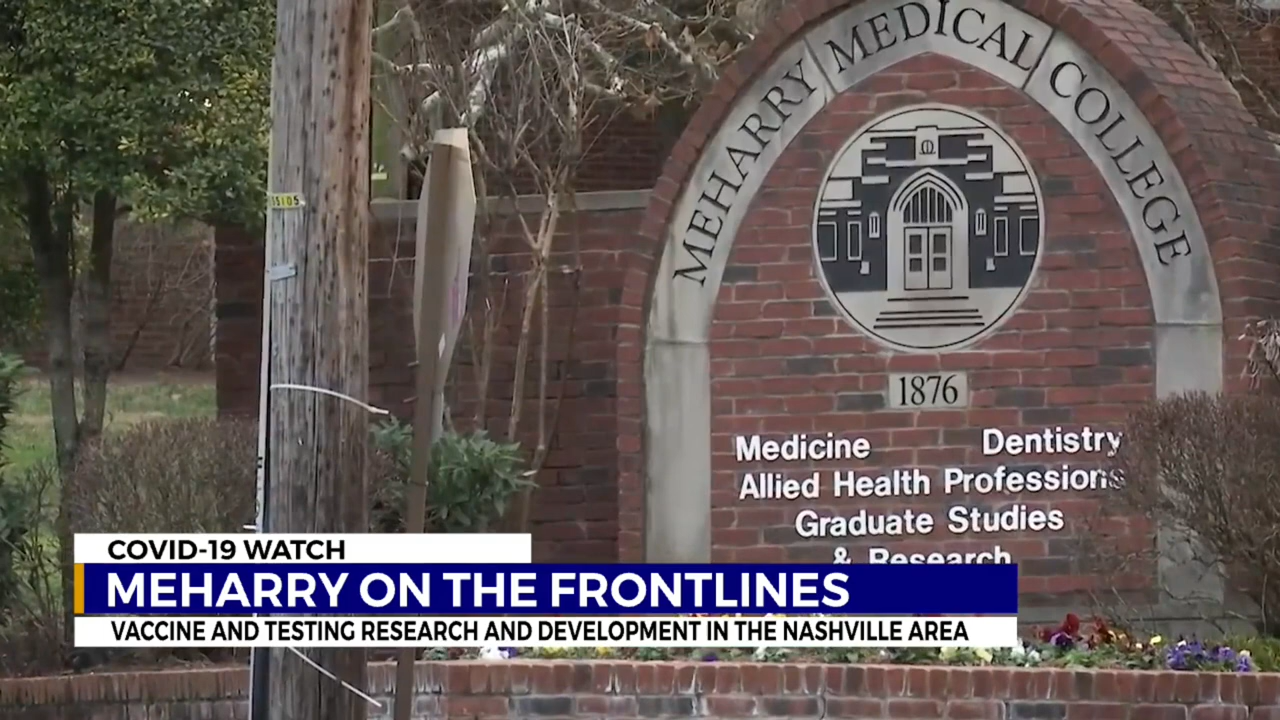 MEHARRY MEDICAL COLLEGE
M
55105
1876
Medicine Dentistry
Allied Health Professions
Graduate Studies
& Research
COVID-19 WATCH
MEHARRY ON THE FRONTLINES
VACCINE AND TESTING RESEARCH AND DEVELOPMENT IN THE NASHVILLE AREA